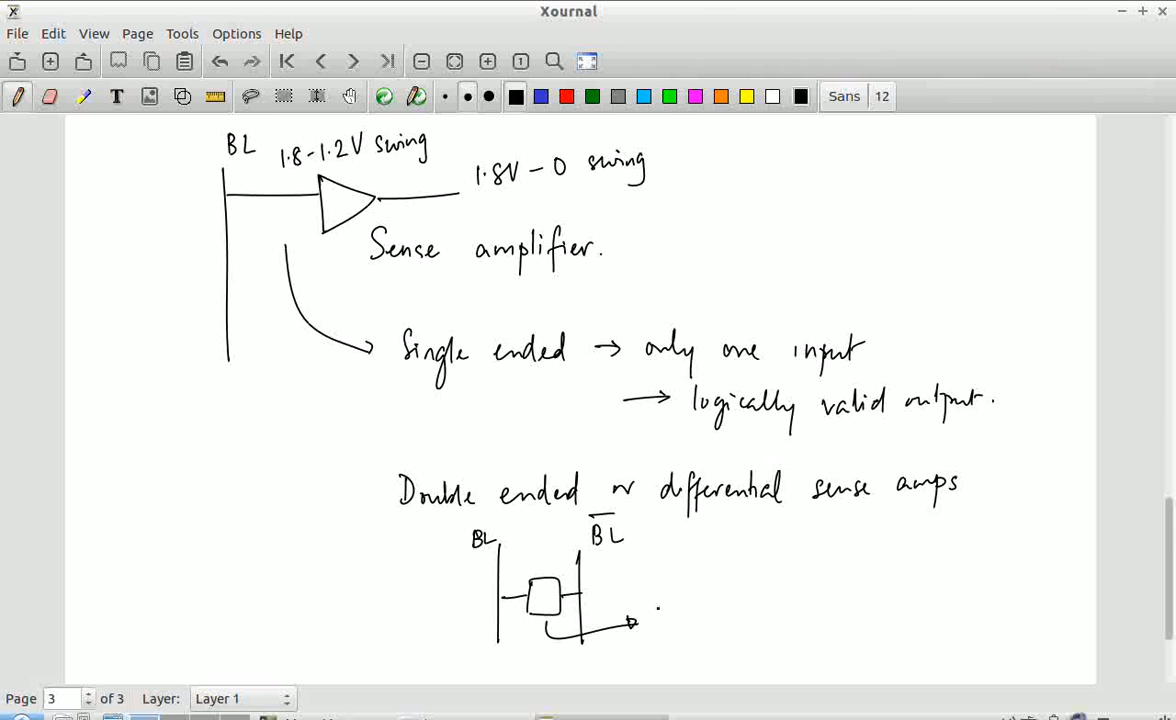 Xournal
File Edit View Page Tools Options Help
Sans 12
BL 1.8-1.2V swing
1.8V - 0 swing
Sense amplifier.
Single ended → only one input
→ logically valid output.
Double ended or differential sense amps
BL B̅L̅
Page 3 of 3 Layer: Layer 1